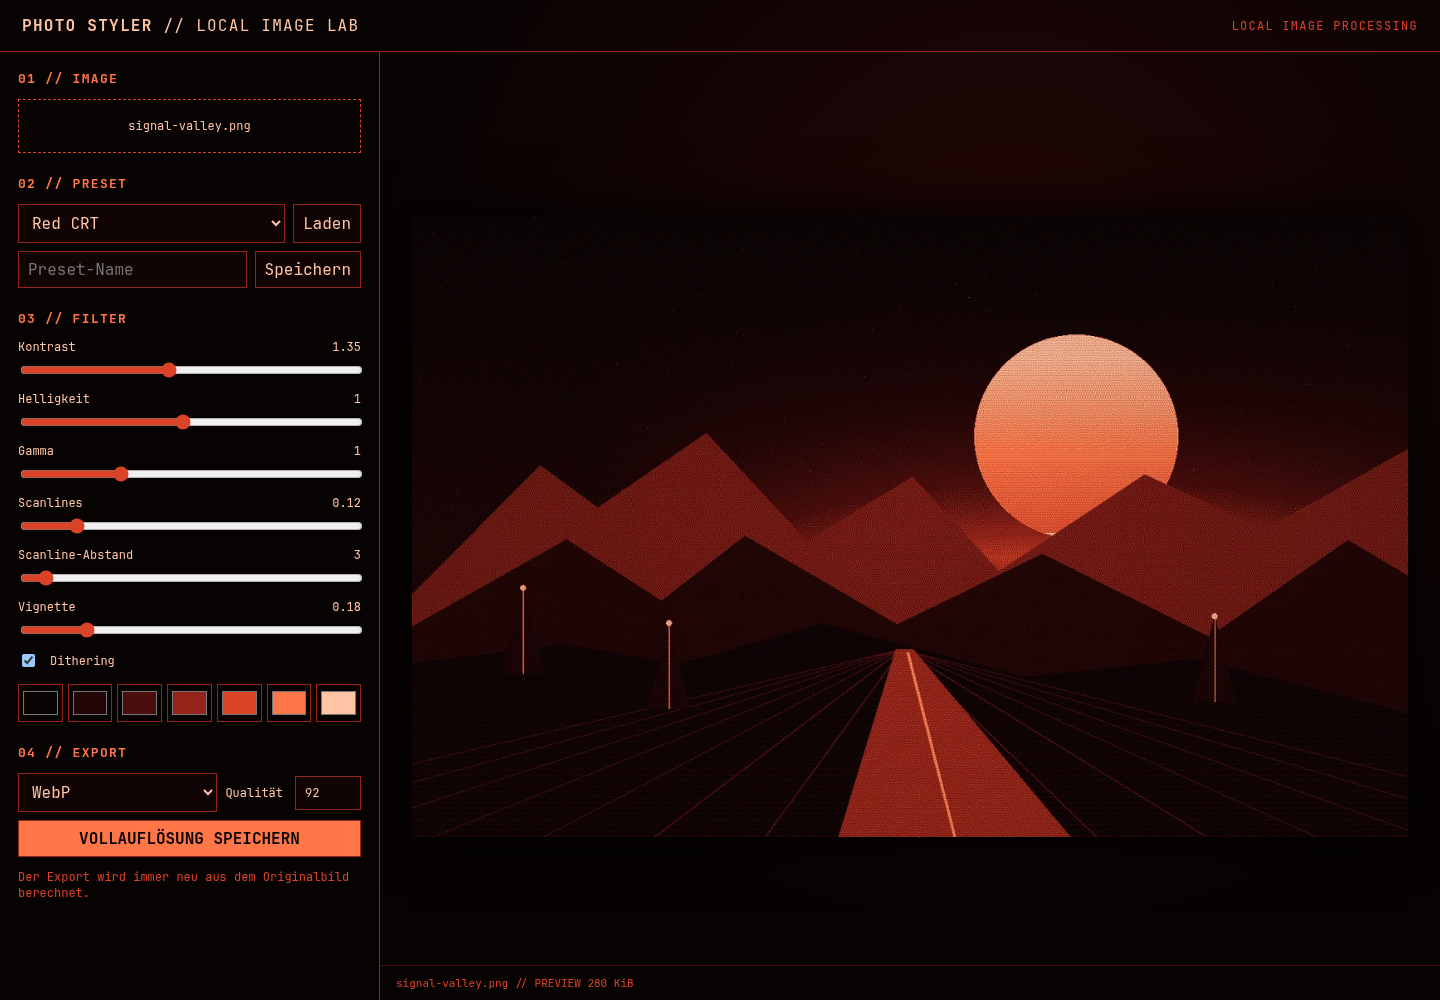 PHOTO STYLER // LOCAL IMAGE LAB
LOCAL IMAGE PROCESSING
01 // IMAGE
signal-valley.png
02 // PRESET
Red CRT
Laden
Preset-Name
Speichern
03 // FILTER
Kontrast 1.35
Helligkeit 1
Gamma 1
Scanlines 0.12
Scanline-Abstand 3
Vignette 0.18
Dithering
04 // EXPORT
WebP
Qualität 92
VOLLAUFLÖSUNG SPEICHERN
Der Export wird immer neu aus dem Originalbild
berechnet.
signal-valley.png // PREVIEW 280 KiB